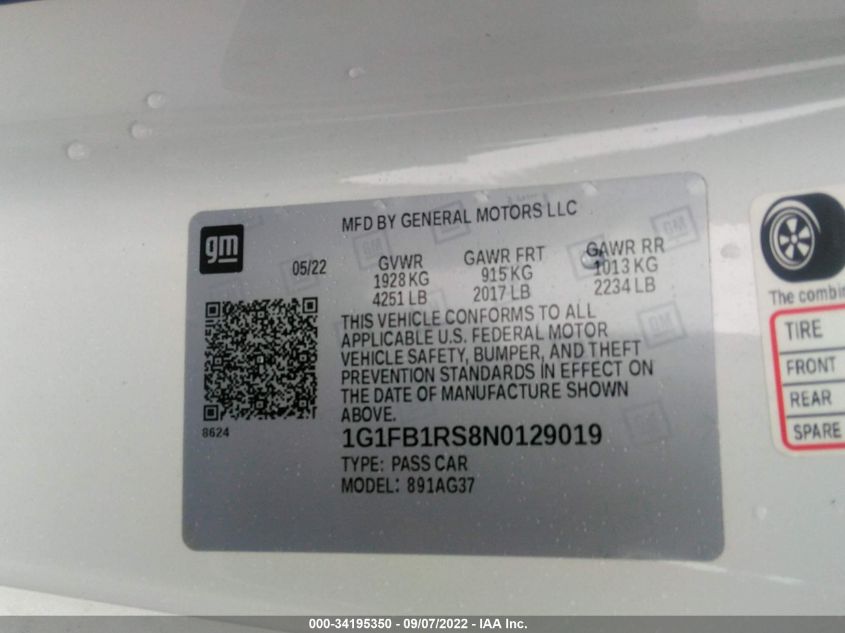 gm
MFD BY GENERAL MOTORS LLC
05/22
GVWR
1928 KG
4251 LB
GAWR FRT
915 KG
2017 LB
GAWR RR
1013 KG
2234 LB
THIS VEHICLE CONFORMS TO ALL
APPLICABLE U.S. FEDERAL MOTOR
VEHICLE SAFETY, BUMPER, AND THEFT
PREVENTION STANDARDS IN EFFECT ON
THE DATE OF MANUFACTURE SHOWN
ABOVE.
8624
1G1FB1RS8N0129019
TYPE: PASS CAR
MODEL: 891AG37
The combin
TIRE
FRONT
REAR
SPARE
000-34195350 - 09/07/2022 - IAA Inc.